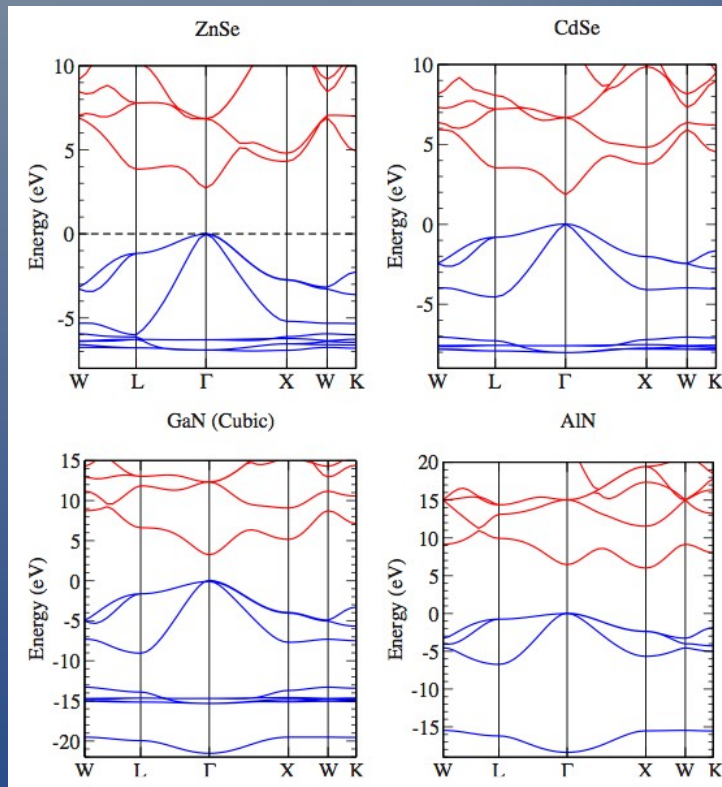 ZnSe
10
5
0
-5
Energy (eV)
W L Γ X W K
CdSe
10
5
0
-5
Energy (eV)
W L Γ X W K
GaN (Cubic)
15
10
5
0
-5
-10
-15
-20
Energy (eV)
W L Γ X W K
AlN
20
15
10
5
0
-5
-10
-15
Energy (eV)
W L Γ X W K